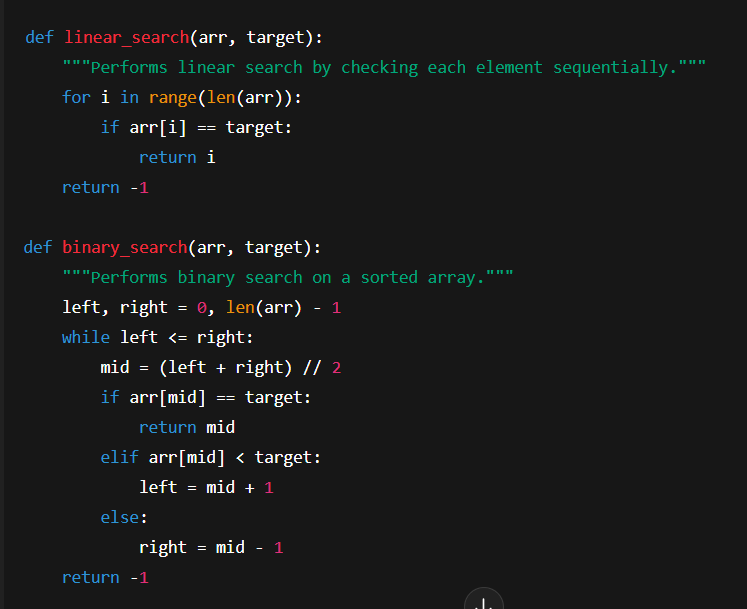 def linear_search(arr, target):
    """Performs linear search by checking each element sequentially."""
    for i in range(len(arr)):
        if arr[i] == target:
            return i
    return -1

def binary_search(arr, target):
    """Performs binary search on a sorted array."""
    left, right = 0, len(arr) - 1
    while left <= right:
        mid = (left + right) // 2
        if arr[mid] == target:
            return mid
        elif arr[mid] < target:
            left = mid + 1
        else:
            right = mid - 1
    return -1